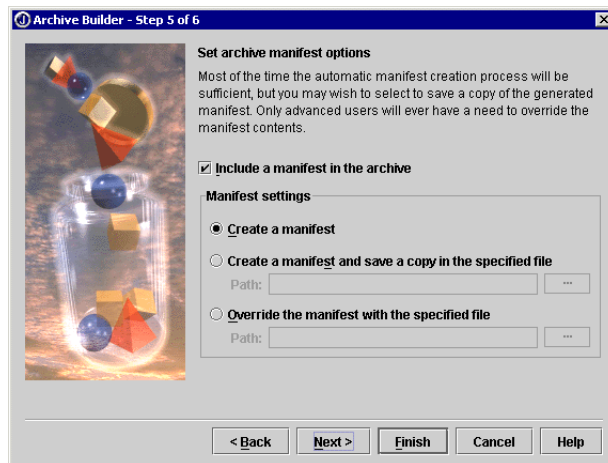 Archive Builder - Step 5 of 6
Set archive manifest options
Most of the time the automatic manifest creation process will be
sufficient, but you may wish to select to save a copy of the generated
manifest. Only advanced users will ever have a need to override the
manifest contents.
Include a manifest in the archive
Manifest settings
Create a manifest
Create a manifest and save a copy in the specified file
Path:
...
Override the manifest with the specified file
Path:
...
< Back
Next >
Finish
Cancel
Help